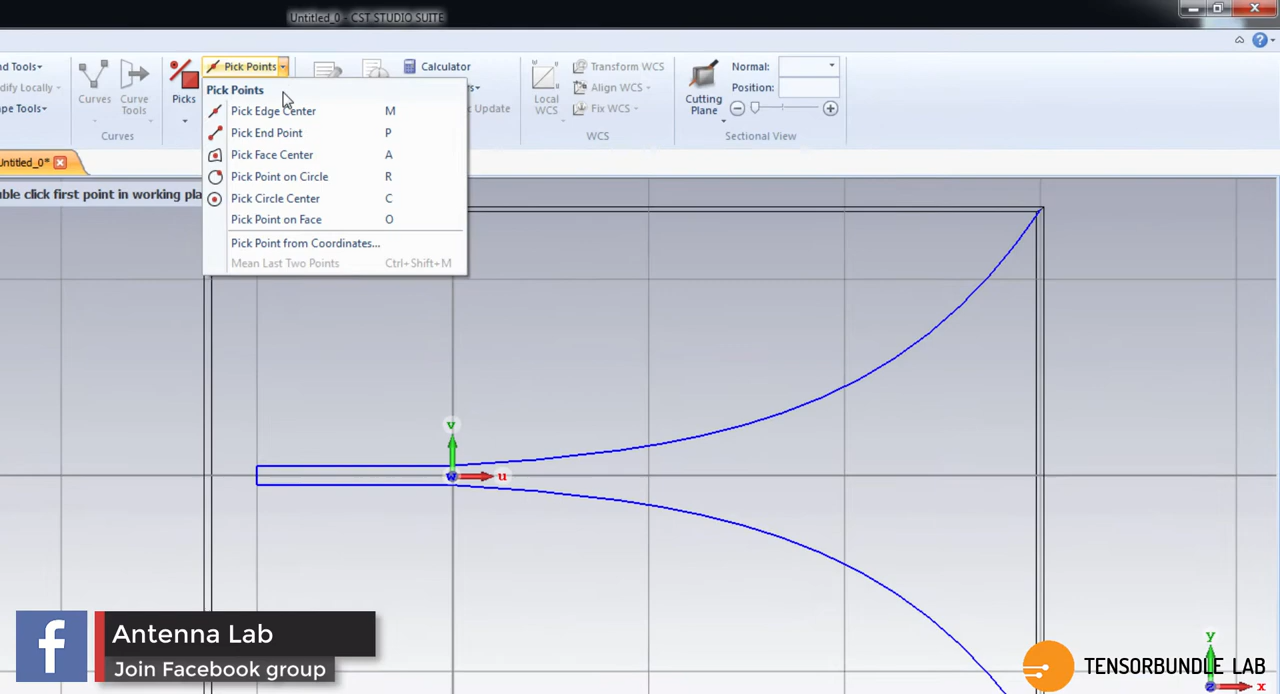 Untitled_0 - CST STUDIO SUITE
nd Tools
odify Locally
ape Tools
Curves
Curve Tools
Curves
Picks
Pick Points
Calculator
Update
Local WCS
Transform WCS
Align WCS
Fix WCS
WCS
Cutting Plane
Normal:
Position:
Sectional View
Pick Points
Pick Edge Center M
Pick End Point P
Pick Face Center A
Pick Point on Circle R
Pick Circle Center C
Pick Point on Face O
Pick Point from Coordinates...
Mean Last Two Points Ctrl+Shift+M
Untitled_0*
uble click first point in working pla
v
w
u
Antenna Lab
Join Facebook group
y
z
x
TENSORBUNDLE LAB